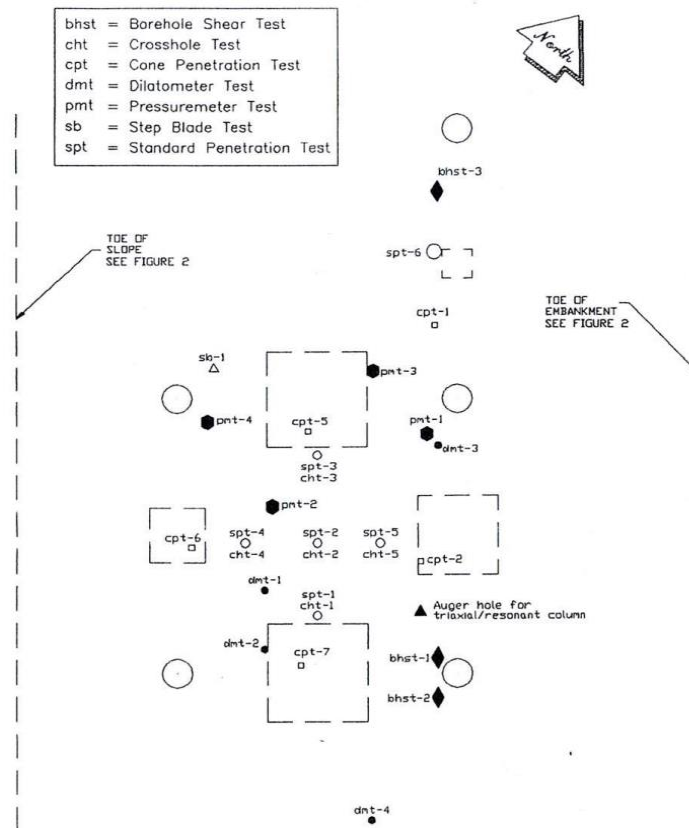 bhst = Borehole Shear Test
cht = Crosshole Test
cpt = Cone Penetration Test
dmt = Dilatometer Test
pmt = Pressuremeter Test
sb = Step Blade Test
spt = Standard Penetration Test
North
bhst-3
TOE OF
SLOPE
SEE FIGURE 2
spt-6
cpt-1
TOE OF
EMBANKMENT
SEE FIGURE 2
sb-1
pmt-3
pmt-4
cpt-5
pmt-1
dmt-3
spt-3
cht-3
pmt-2
cpt-6
spt-4
cht-4
spt-2
cht-2
spt-5
cht-5
cpt-2
dmt-1
spt-1
cht-1
Auger hole for
triaxial/resonant column
dmt-2
cpt-7
bhst-1
bhst-2
dmt-4